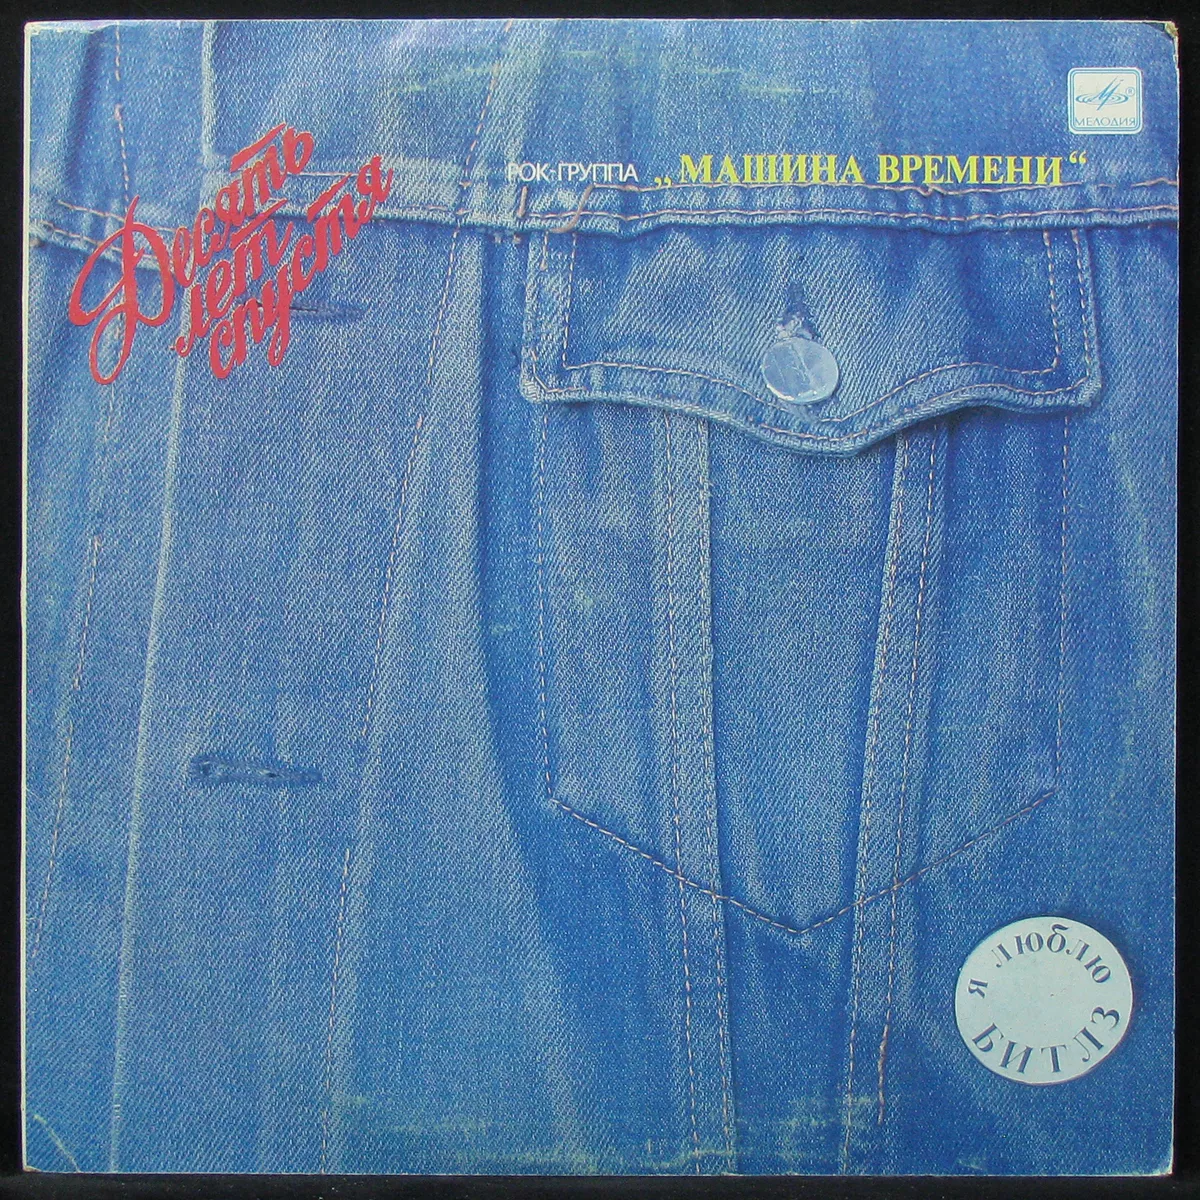 МЕЛОДИЯ
РОК-ГРУППА „МАШИНА ВРЕМЕНИ“
Десять
лет
спустя
Я ЛЮБЛЮ
БИТЛЗ